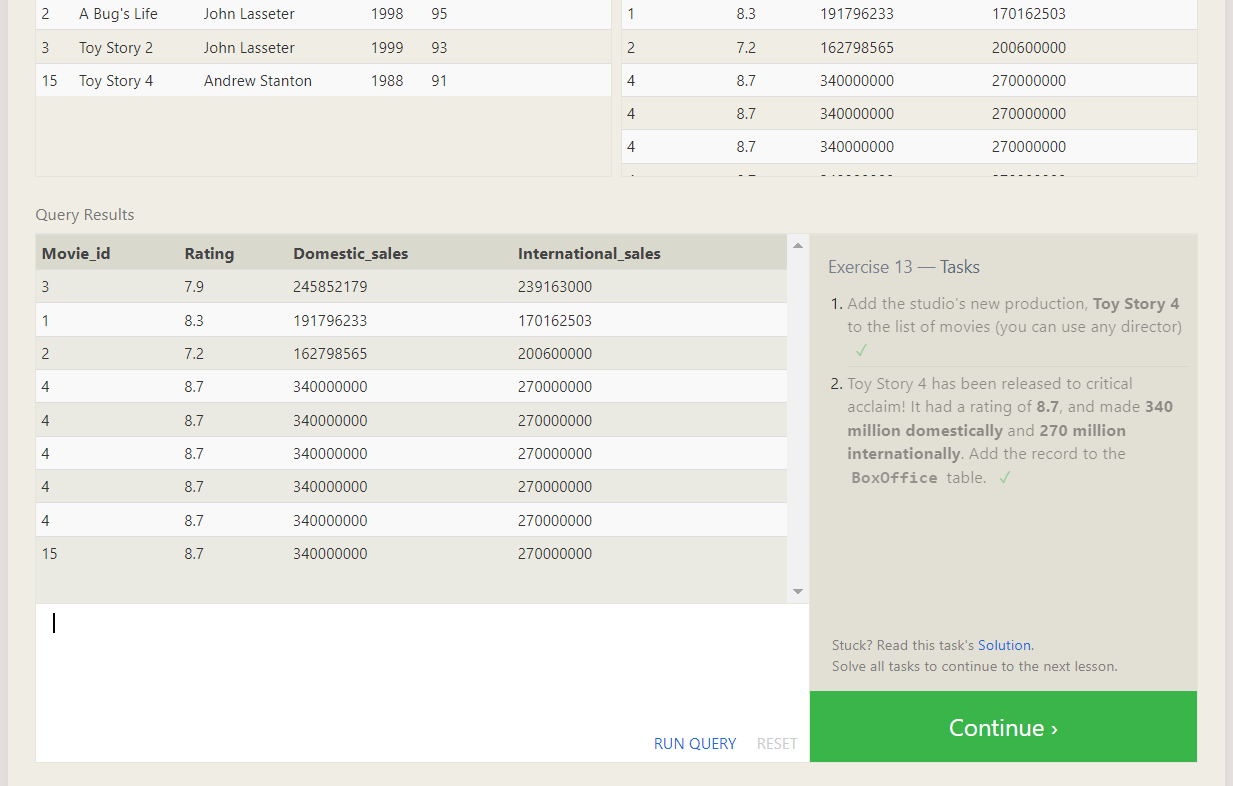 2 A Bug's Life John Lasseter 1998 95
3 Toy Story 2 John Lasseter 1999 93
15 Toy Story 4 Andrew Stanton 1988 91
1 8.3 191796233 170162503
2 7.2 162798565 200600000
4 8.7 340000000 270000000
4 8.7 340000000 270000000
4 8.7 340000000 270000000
Query Results
Movie_id Rating Domestic_sales International_sales
3 7.9 245852179 239163000
1 8.3 191796233 170162503
2 7.2 162798565 200600000
4 8.7 340000000 270000000
4 8.7 340000000 270000000
4 8.7 340000000 270000000
4 8.7 340000000 270000000
4 8.7 340000000 270000000
15 8.7 340000000 270000000
RUN QUERY RESET
Exercise 13 — Tasks
1. Add the studio's new production, Toy Story 4
to the list of movies (you can use any director)
✓
2. Toy Story 4 has been released to critical
acclaim! It had a rating of 8.7, and made 340
million domestically and 270 million
internationally. Add the record to the
BoxOffice table. ✓
Stuck? Read this task's Solution.
Solve all tasks to continue to the next lesson.
Continue ›